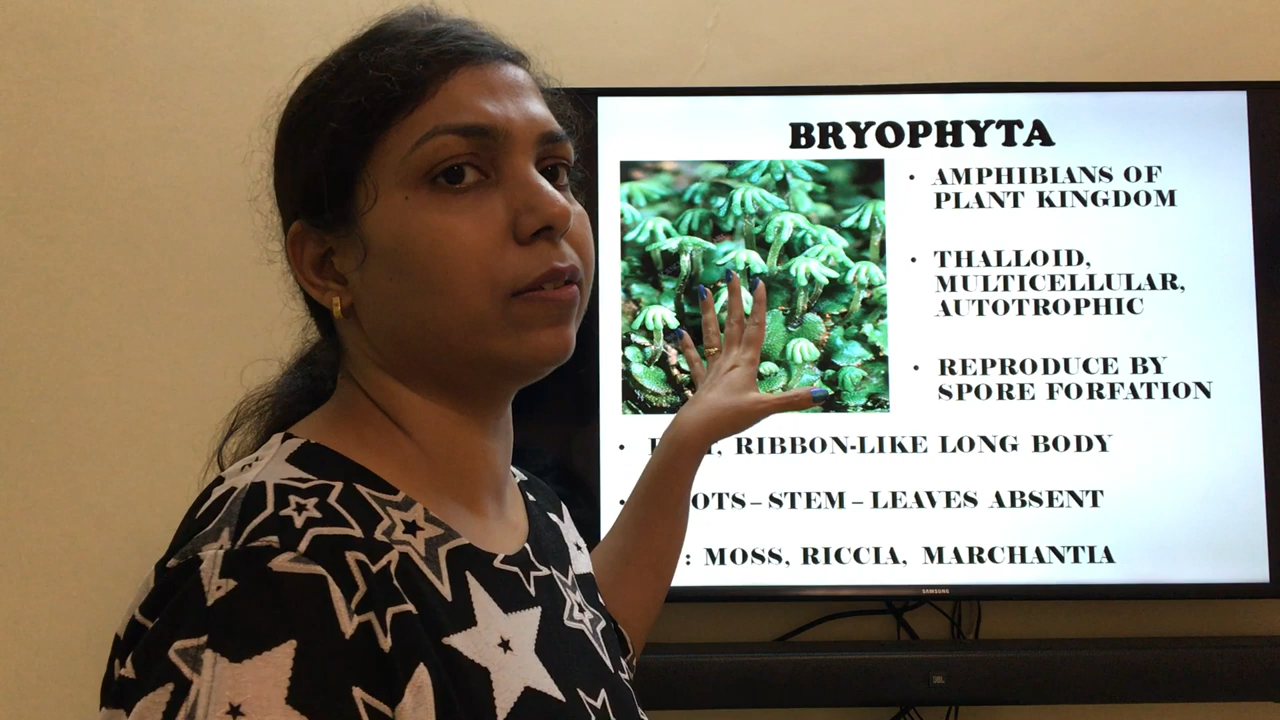 BRYOPHYTA
• AMPHIBIANS OF
PLANT KINGDOM
• THALLOID,
MULTICELLULAR,
AUTOTROPHIC
• REPRODUCE BY
SPORE FORFATION
• , RIBBON-LIKE LONG BODY
OTS – STEM – LEAVES ABSENT
: MOSS, RICCIA, MARCHANTIA
SAMSUNG
JBL